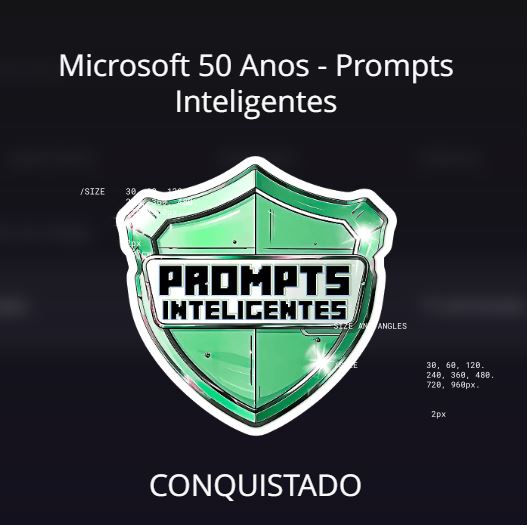 Microsoft 50 Anos - Prompts
Inteligentes
/SIZE
PROMPTS
INTELIGENTES
SIZE AND ANGLES
30, 60, 120.
240, 360, 480.
720, 960px.
2px
CONQUISTADO